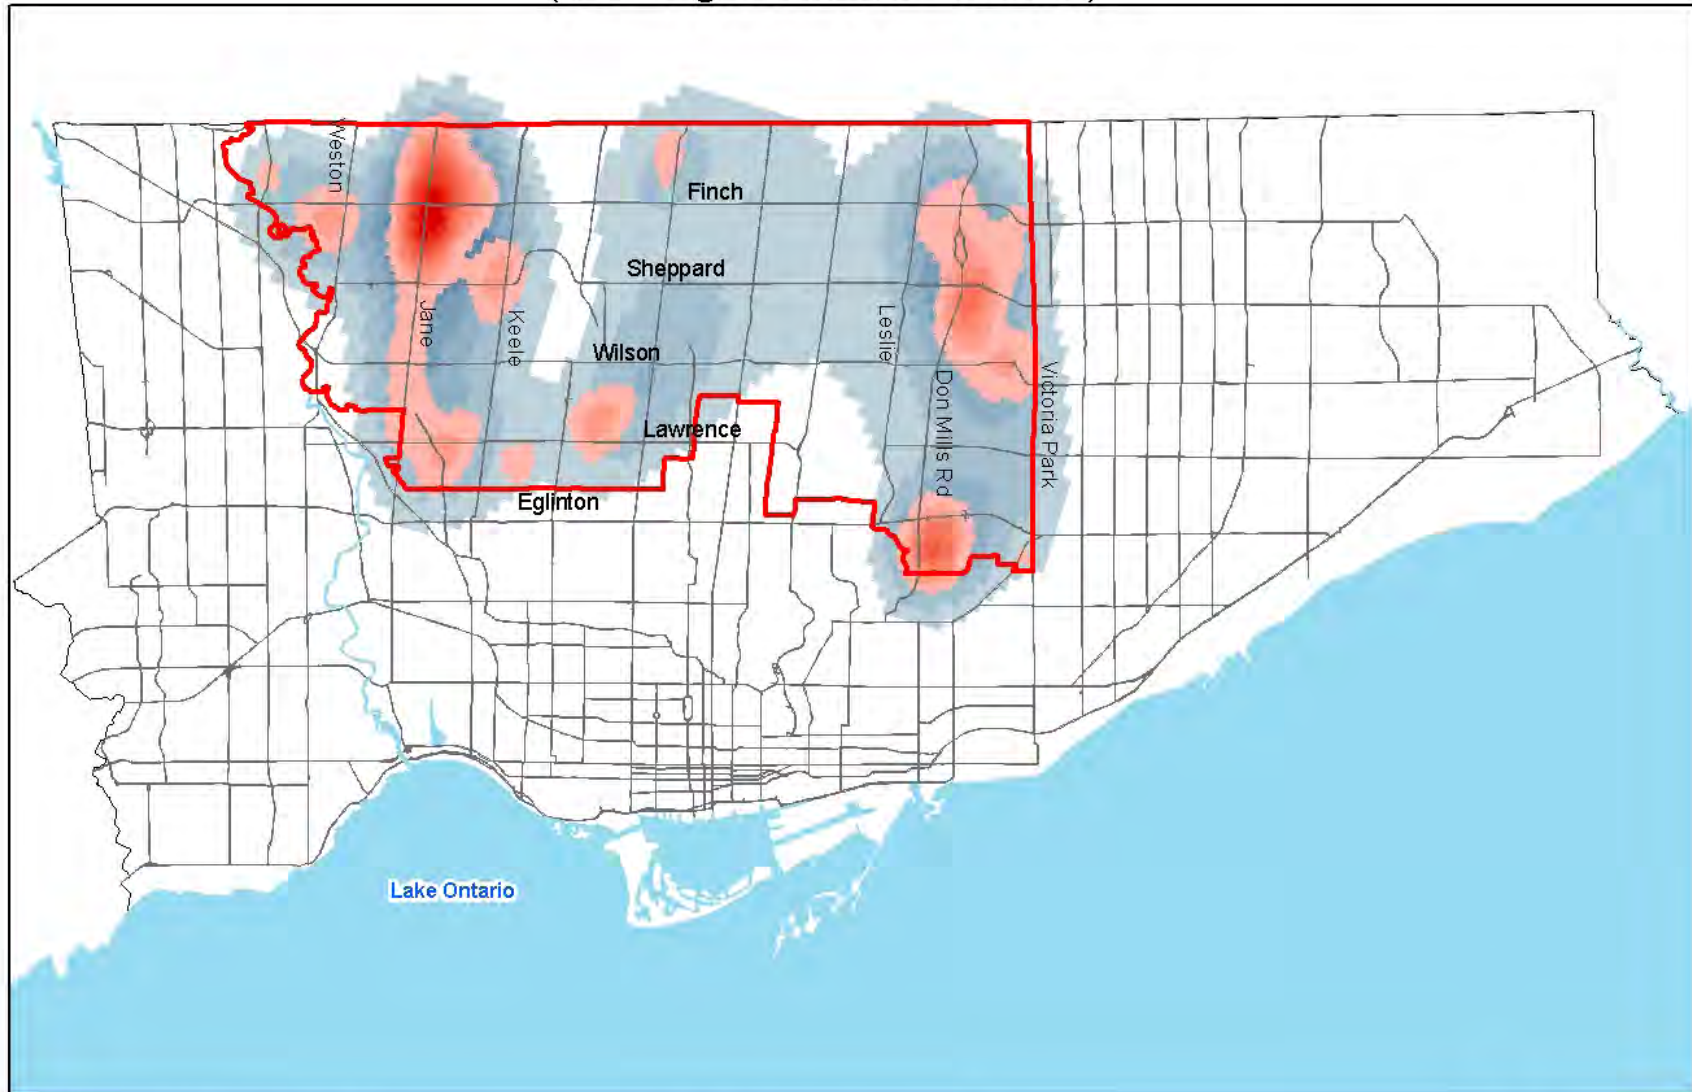 Weston
Finch
Sheppard
Jane
Keele
Leslie
Wilson
Victoria Park
Don Mills Rd
Lawrence
Eglinton
Lake Ontario